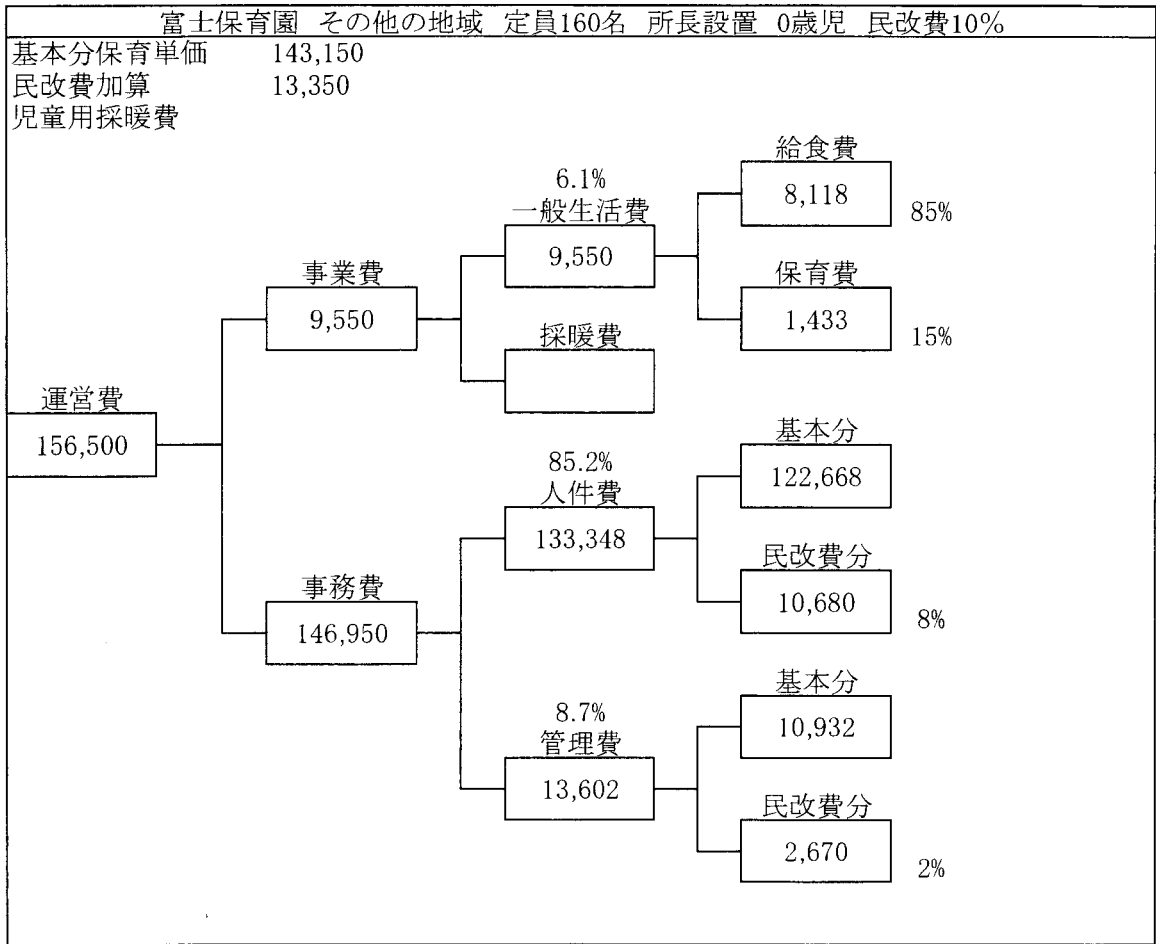 富士保育園 その他の地域 定員160名 所長設置 0歳児 民改費10%
基本分保育単価 143,150
民改費加算 13,350
児童用採暖費
給食費
8,118
85%
6.1%
一般生活費
9,550
保育費
1,433
15%
事業費
9,550
採暖費
運営費
156,500
基本分
122,668
85.2%
人件費
133,348
民改費分
10,680
8%
事務費
146,950
基本分
10,932
8.7%
管理費
13,602
民改費分
2,670
2%